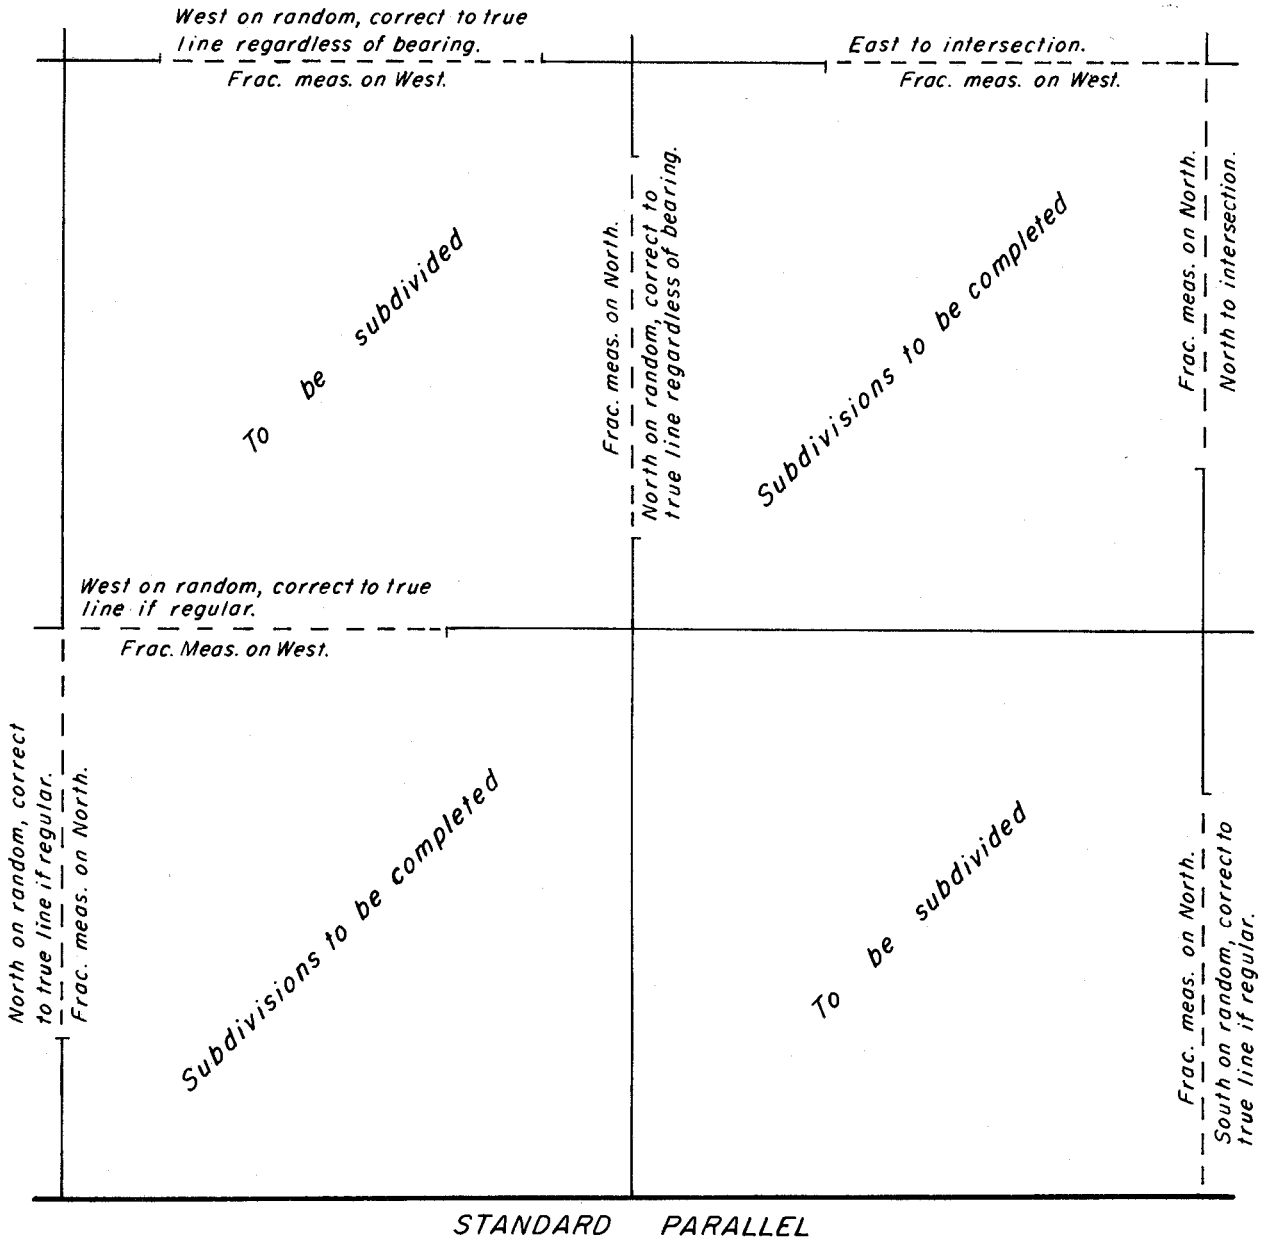 West on random, correct to true
line regardless of bearing.
Frac. meas. on West.
East to intersection.
Frac. meas. on West.
To be subdivided
Frac. meas. on North.
North on random, correct to
true line regardless of bearing.
Subdivisions to be completed
Frac. meas. on North.
North to intersection.
West on random, correct to true
line if regular.
Frac. Meas. on West.
North on random, correct
to true line if regular.
Frac. meas. on North.
Subdivisions to be completed
To be subdivided
Frac. meas. on North.
South on random, correct to
true line if regular.
STANDARD PARALLEL